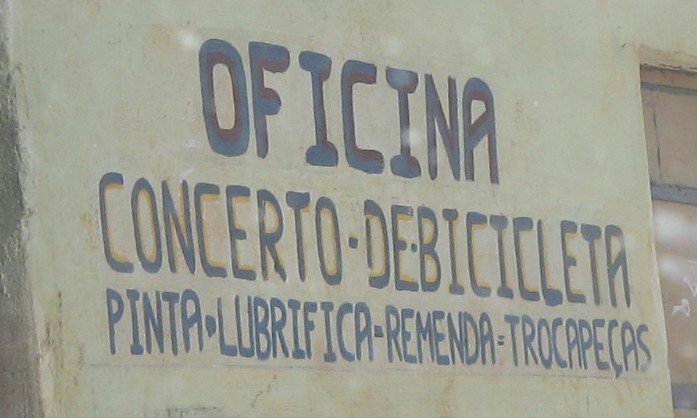 OFICINA
CONCERTO-DE-BICICLETA
PINTA-LUBRIFICA-REMENDA=TROCAPEÇAS